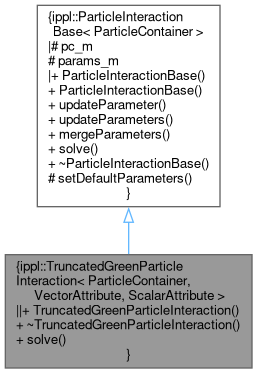 {ippl::ParticleInteraction
Base< ParticleContainer >
|# pc_m
# params_m
|+ ParticleInteractionBase()
+ ParticleInteractionBase()
+ updateParameter()
+ updateParameters()
+ mergeParameters()
+ solve()
+ ~ParticleInteractionBase()
# setDefaultParameters()
}
{ippl::TruncatedGreenParticle
Interaction< ParticleContainer,
VectorAttribute, ScalarAttribute >
||+ TruncatedGreenParticleInteraction()
+ ~TruncatedGreenParticleInteraction()
+ solve()
}